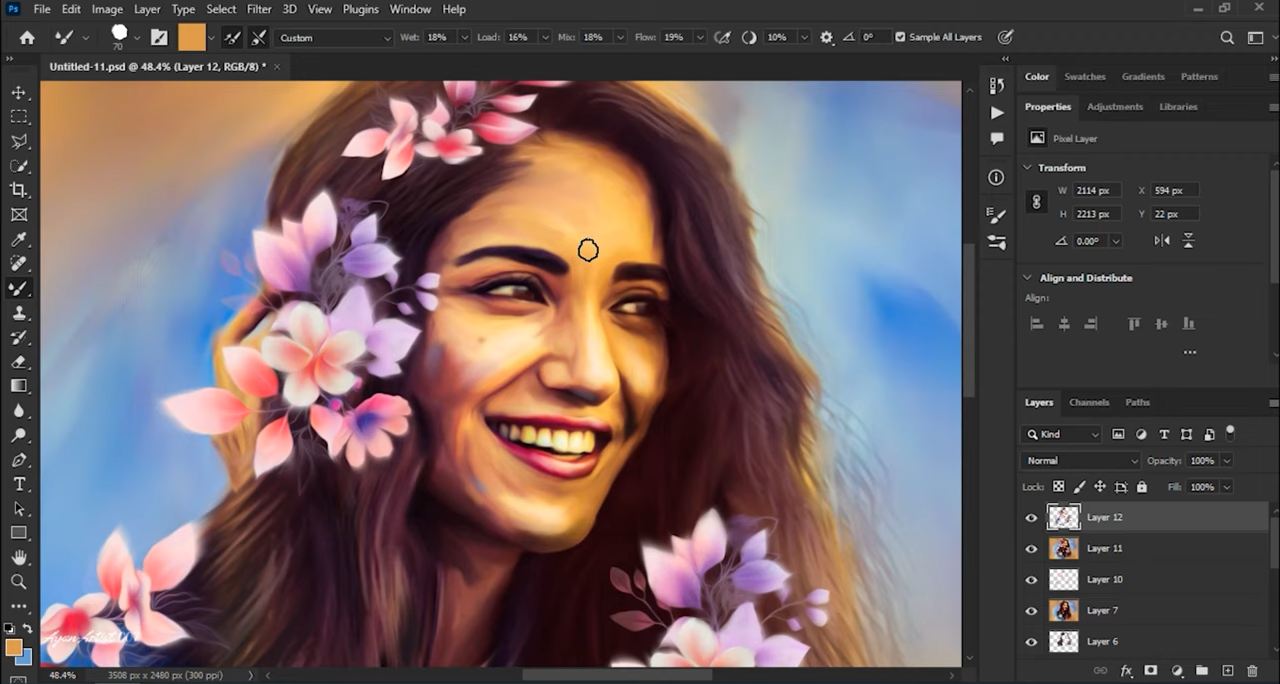 Ps File Edit Image Layer Type Select Filter 3D View Plugins Window Help
70 Custom Wet: 18% Load: 16% Mix: 18% Flow: 19% 10% 0° Sample All Layers
Untitled-11.psd @ 48.4% (Layer 12, RGB/8) *
Color Swatches Gradients Patterns
Properties Adjustments Libraries
Pixel Layer
Transform
W 2114 px X 594 px
H 2213 px Y 22 px
0.00°
Align and Distribute
Align:
Layers Channels Paths
Kind
Normal Opacity: 100%
Lock: Fill: 100%
Layer 12
Layer 11
Layer 10
Layer 7
Layer 6
48.4% 3508 px x 2480 px (300 ppi)